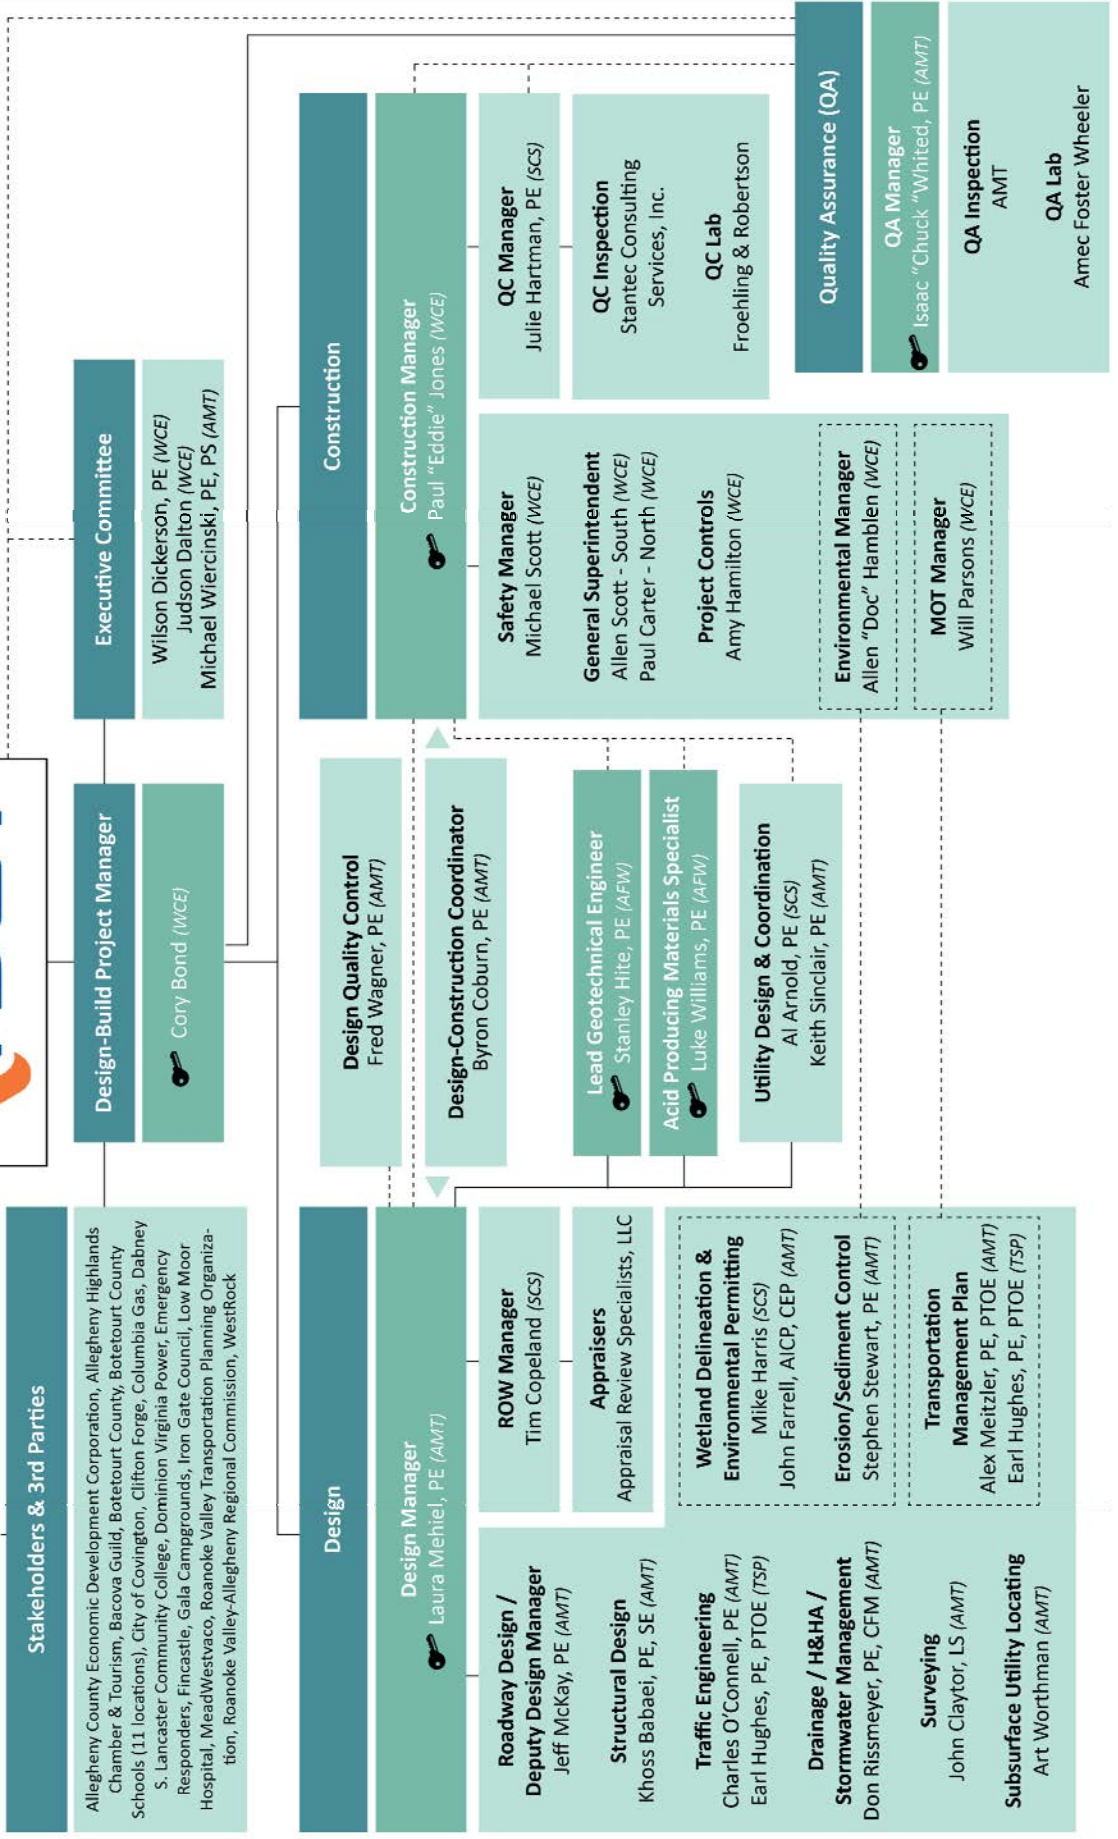 Stakeholders & 3rd Parties
Allegheny County Economic Development Corporation, Allegheny Highlands
Chamber & Tourism, Bacova Guild, Botetourt County, Botetourt County
Schools (11 locations), City of Covington, Clifton Forge, Columbia Gas, Dabney
S. Lancaster Community College, Dominion Virginia Power, Emergency
Responders, Fincastle, Gala Campgrounds, Iron Gate Council, Low Moor
Hospital, MeadWestvaco, Roanoke Valley Transportation Planning Organiza-
tion, Roanoke Valley-Allegheny Regional Commission, WestRock
Design-Build Project Manager
Cory Bond (WCE)
Executive Committee
Wilson Dickerson, PE (WCE)
Judson Dalton (WCE)
Michael Wiercinski, PE, PS (AMT)
Design
Design Manager
Laura Mehiel, PE (AMT)
Roadway Design /
Deputy Design Manager
Jeff McKay, PE (AMT)
Structural Design
Khoss Babaei, PE, SE (AMT)
Traffic Engineering
Charles O'Connell, PE (AMT)
Earl Hughes, PE, PTOE (TSP)
Drainage / H&HA /
Stormwater Management
Don Rissmeyer, PE, CFM (AMT)
Surveying
John Claytor, LS (AMT)
Subsurface Utility Locating
Art Worthman (AMT)
ROW Manager
Tim Copeland (SCS)
Appraisers
Appraisal Review Specialists, LLC
Wetland Delineation &
Environmental Permitting
Mike Harris (SCS)
John Farrell, AICP, CEP (AMT)
Erosion/Sediment Control
Stephen Stewart, PE (AMT)
Transportation
Management Plan
Alex Meitzler, PE, PTOE (AMT)
Earl Hughes, PE, PTOE (TSP)
Design Quality Control
Fred Wagner, PE (AMT)
Design-Construction Coordinator
Byron Coburn, PE (AMT)
Lead Geotechnical Engineer
Stanley Hite, PE (AFW)
Acid Producing Materials Specialist
Luke Williams, PE (AFW)
Utility Design & Coordination
Al Arnold, PE (SCS)
Keith Sinclair, PE (AMT)
Construction
Construction Manager
Paul "Eddie" Jones (WCE)
Safety Manager
Michael Scott (WCE)
General Superintendent
Allen Scott - South (WCE)
Paul Carter - North (WCE)
Project Controls
Amy Hamilton (WCE)
Environmental Manager
Allen "Doc" Hamblen (WCE)
MOT Manager
Will Parsons (WCE)
QC Manager
Julie Hartman, PE (SCS)
QC Inspection
Stantec Consulting
Services, Inc.
QC Lab
Froehling & Robertson
Quality Assurance (QA)
QA Manager
Isaac "Chuck "Whited, PE (AMT)
QA Inspection
AMT
QA Lab
Amec Foster Wheeler